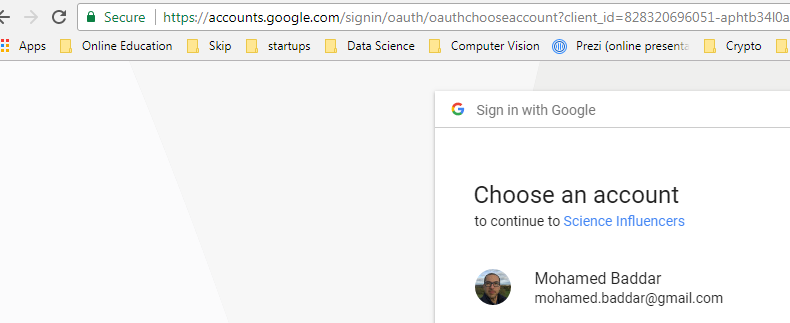 Secure https://accounts.google.com/signin/oauth/oauthchooseaccount?client_id=828320696051-aphtb34l0a
Apps Online Education Skip startups Data Science Computer Vision Prezi (online presenta Crypto
Sign in with Google
Choose an account
to continue to Science Influencers
Mohamed Baddar
mohamed.baddar@gmail.com